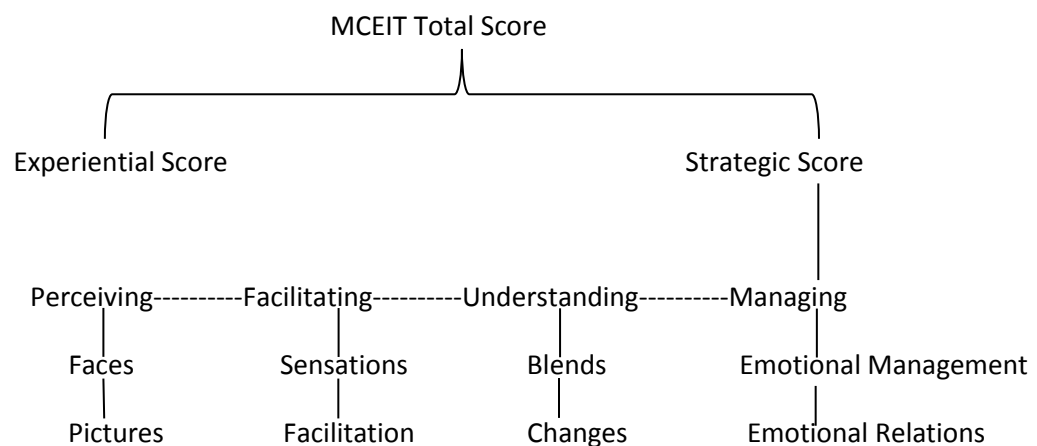 MCEIT Total Score
Experiential Score Strategic Score
Perceiving----------Facilitating----------Understanding----------Managing
Faces Sensations Blends Emotional Management
Pictures Facilitation Changes Emotional Relations